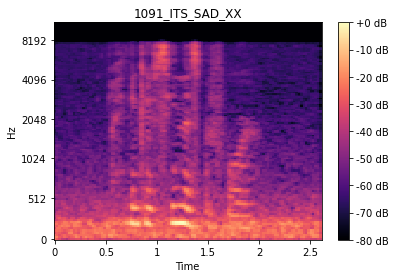 1091_ITS_SAD_XX
+0 dB
8192
-10 dB
4096
-20 dB
-30 dB
2048
-40 dB
Hz
1024
-50 dB
-60 dB
512
-70 dB
0
-80 dB
0 0.5 1 1.5 2 2.5
Time